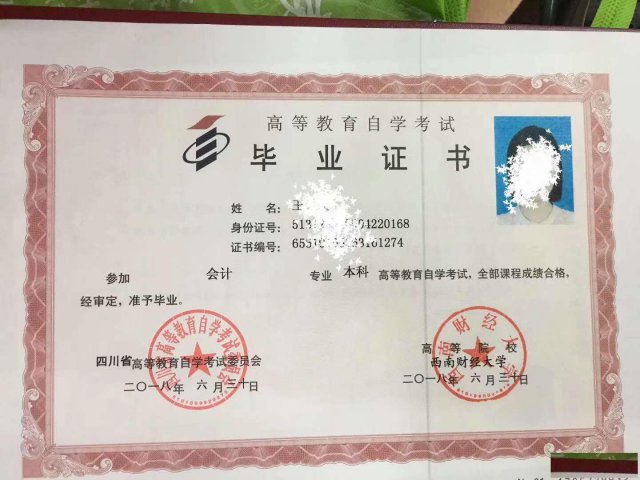 高等教育自学考试
毕业证书
姓 名：王
身份证号：513 04220168
证书编号：65510 3161274
参加 会计 专业 本科 高等教育自学考试，全部课程成绩合格，
经审定，准予毕业。
四川省高等教育自学考试委员会
二〇一八年 六月 三十日
高等院校
西南财经大学
二〇一八年 六月 三十日